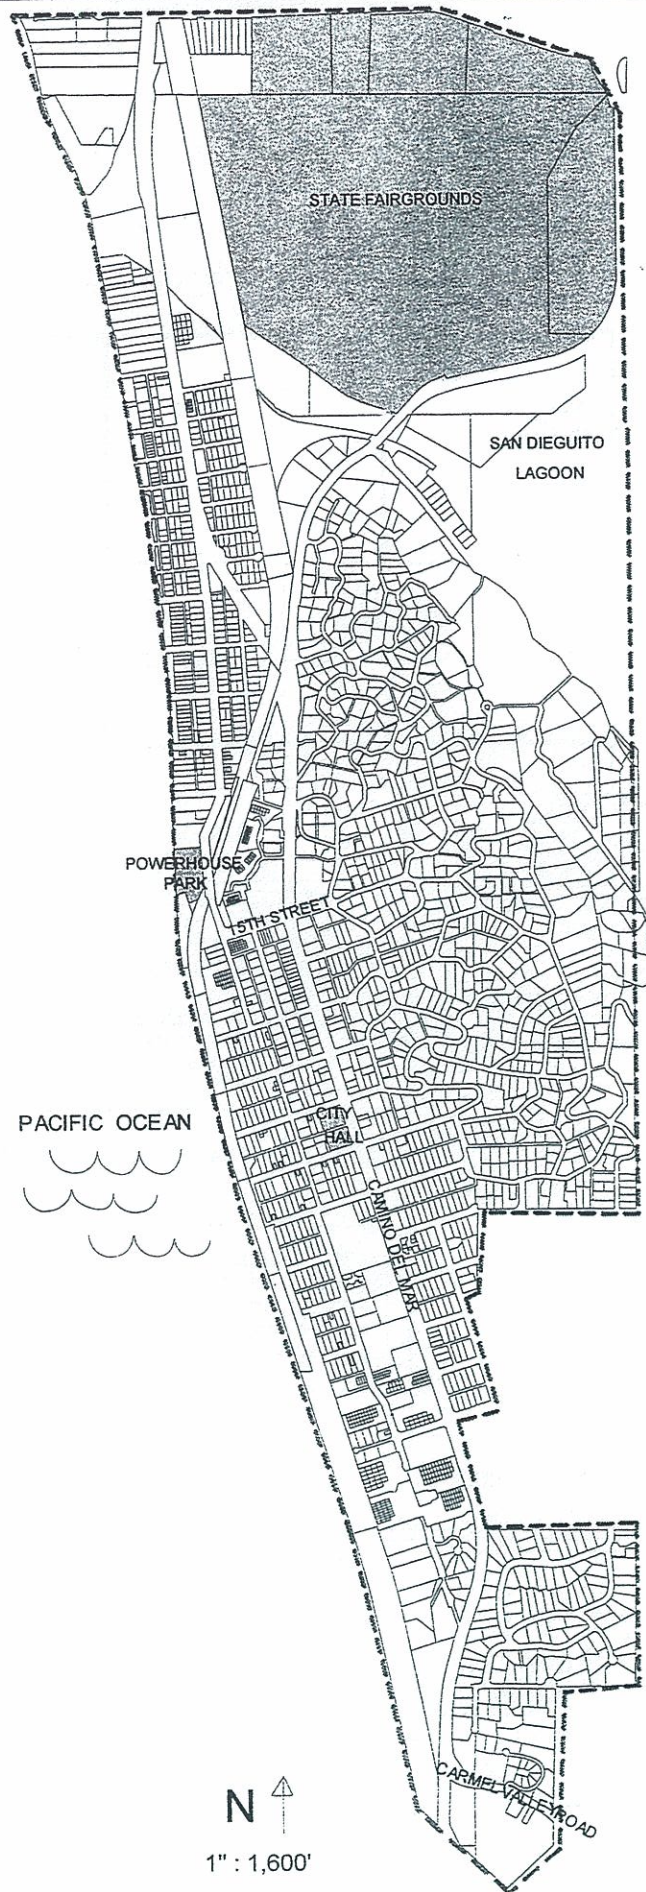 STATE FAIRGROUNDS
SAN DIEGUITO
LAGOON
POWERHOUSE
PARK
15TH STREET
PACIFIC OCEAN
CITY
HALL
CAMINO DEL MAR
CARMEL VALLEY ROAD
N
1" : 1,600'